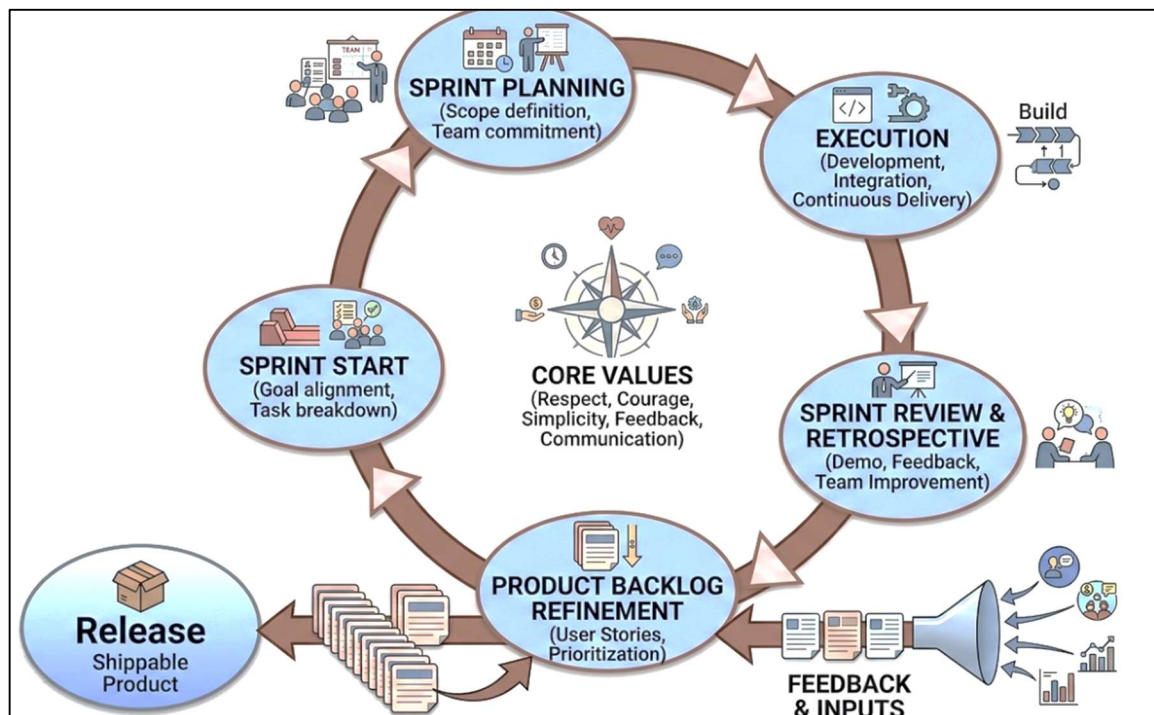 TEAM
SPRINT PLANNING
(Scope definition,
Team commitment)
</>
EXECUTION
(Development,
Integration,
Continuous Delivery)
Build
SPRINT START
(Goal alignment,
Task breakdown)
CORE VALUES
(Respect, Courage,
Simplicity, Feedback,
Communication)
SPRINT REVIEW &
RETROSPECTIVE
(Demo, Feedback,
Team Improvement)
PRODUCT BACKLOG
REFINEMENT
(User Stories,
Prioritization)
Release
Shippable
Product
FEEDBACK
& INPUTS